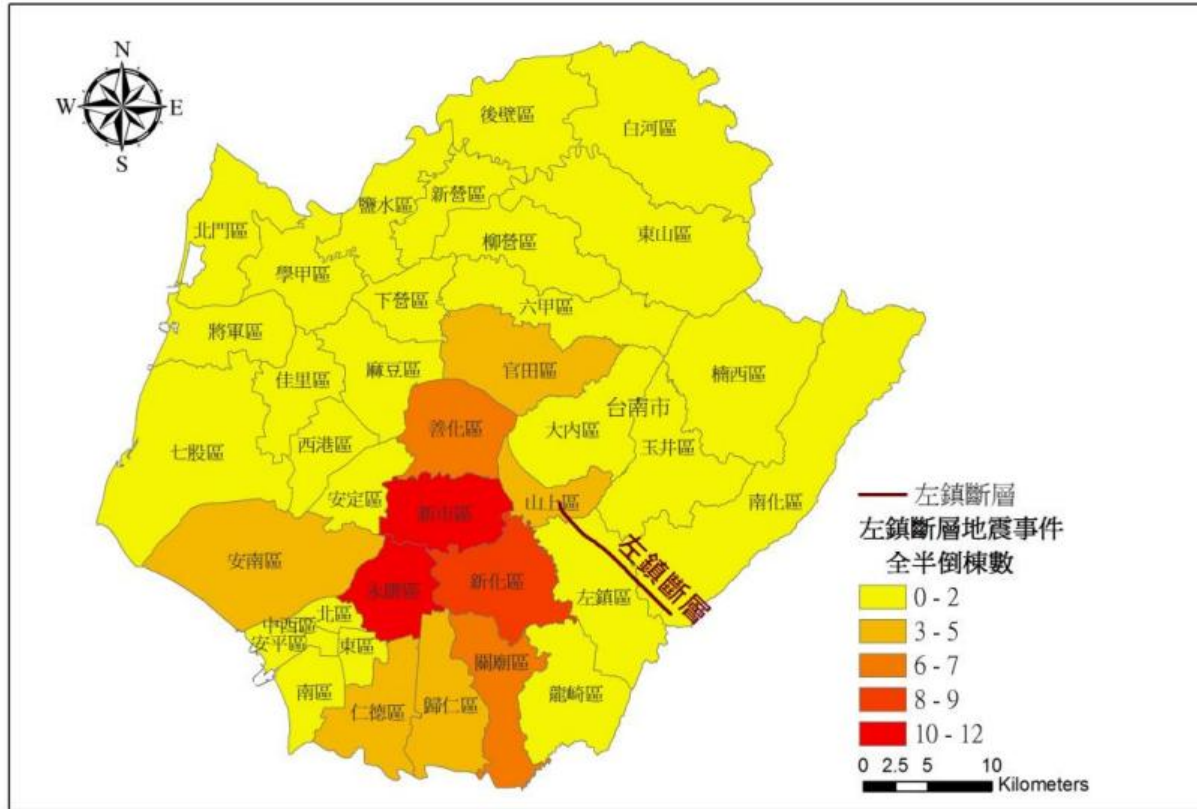 N
W E
S
後壁區
白河區
新營區
鹽水區
北門區
柳營區
東山區
學甲區
下營區
六甲區
將軍區
麻豆區
官田區
楠西區
佳里區
台南市
善化區
大內區
西港區
玉井區
七股區
安定區
山上區
南化區
新市區
安南區
左鎮斷層
永康區
新化區
左鎮區
北區
中西區
安平區
東區
關廟區
南區
龍崎區
仁德區
歸仁區
左鎮斷層
左鎮斷層地震事件
全半倒棟數
0 - 2
3 - 5
6 - 7
8 - 9
10 - 12
0 2.5 5 10
Kilometers